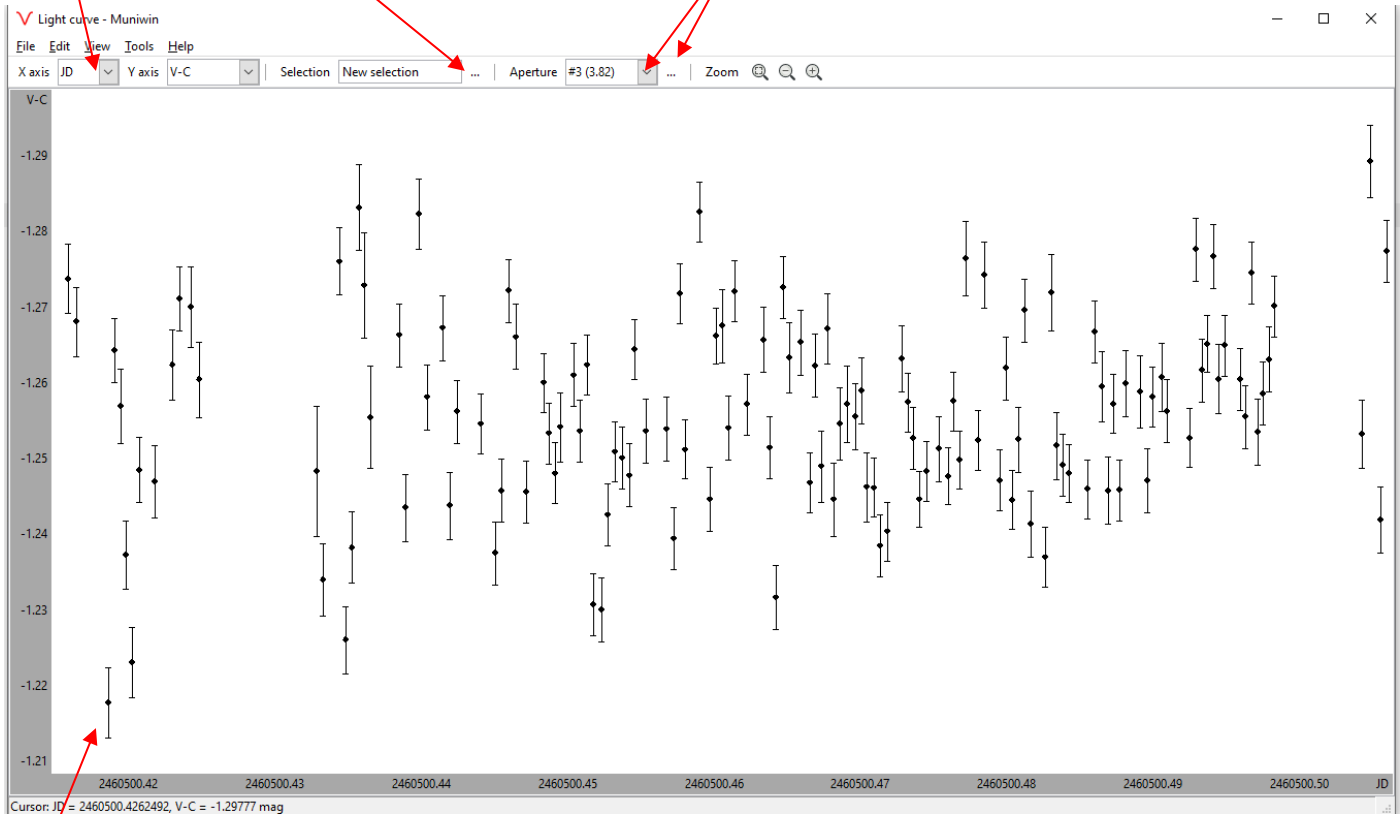 Light curve - Muniwin
File Edit View Tools Help
X axis JD Y axis V-C Selection New selection ... Aperture #3 (3.82) ... Zoom
V-C
-1.29
-1.28
-1.27
-1.26
-1.25
-1.24
-1.23
-1.22
-1.21
2460500.42 2460500.43 2460500.44 2460500.45 2460500.46 2460500.47 2460500.48 2460500.49 2460500.50 JD
Cursor: JD = 2460500.4262492, V-C = -1.29777 mag